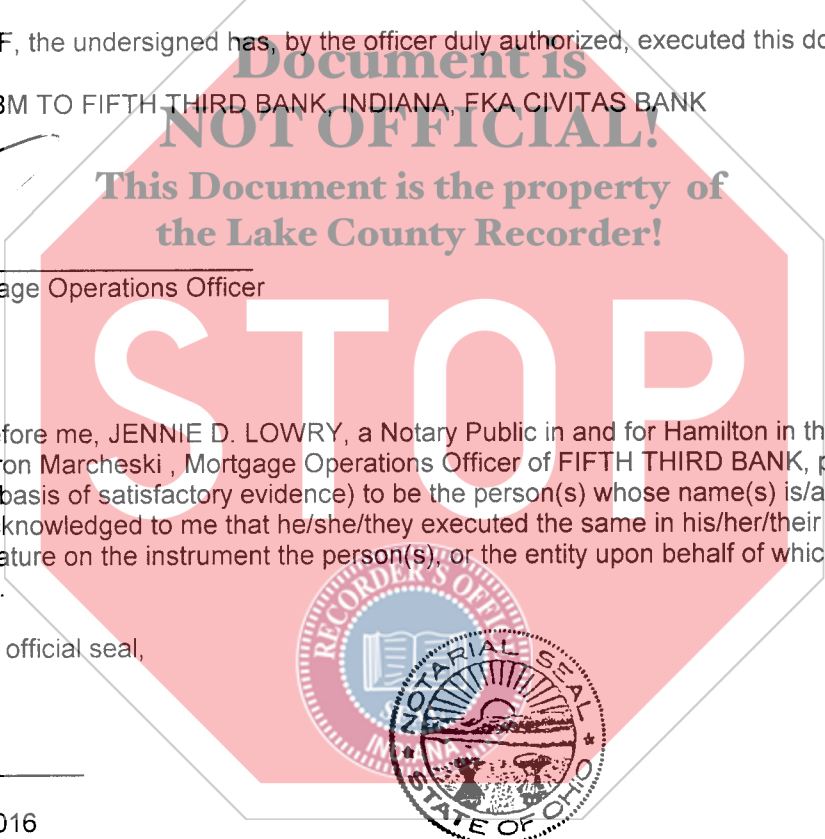 F, the undersigned has, by the officer duly authorized, executed this do
Document is
BM TO FIFTH THIRD BANK, INDIANA, FKA CIVITAS BANK
NOT OFFICIAL!
This Document is the property of
the Lake County Recorder!
age Operations Officer
STOP
fore me, JENNIE D. LOWRY, a Notary Public in and for Hamilton in th
ron Marcheski , Mortgage Operations Officer of FIFTH THIRD BANK, p
basis of satisfactory evidence) to be the person(s) whose name(s) is/a
knowledged to me that he/she/they executed the same in his/her/their
ature on the instrument the person(s), or the entity upon behalf of whic
.
RECORDER'S OFFIC
INDIANA
official seal,
NOTARIAL SEAL
STATE OF OHIO
016